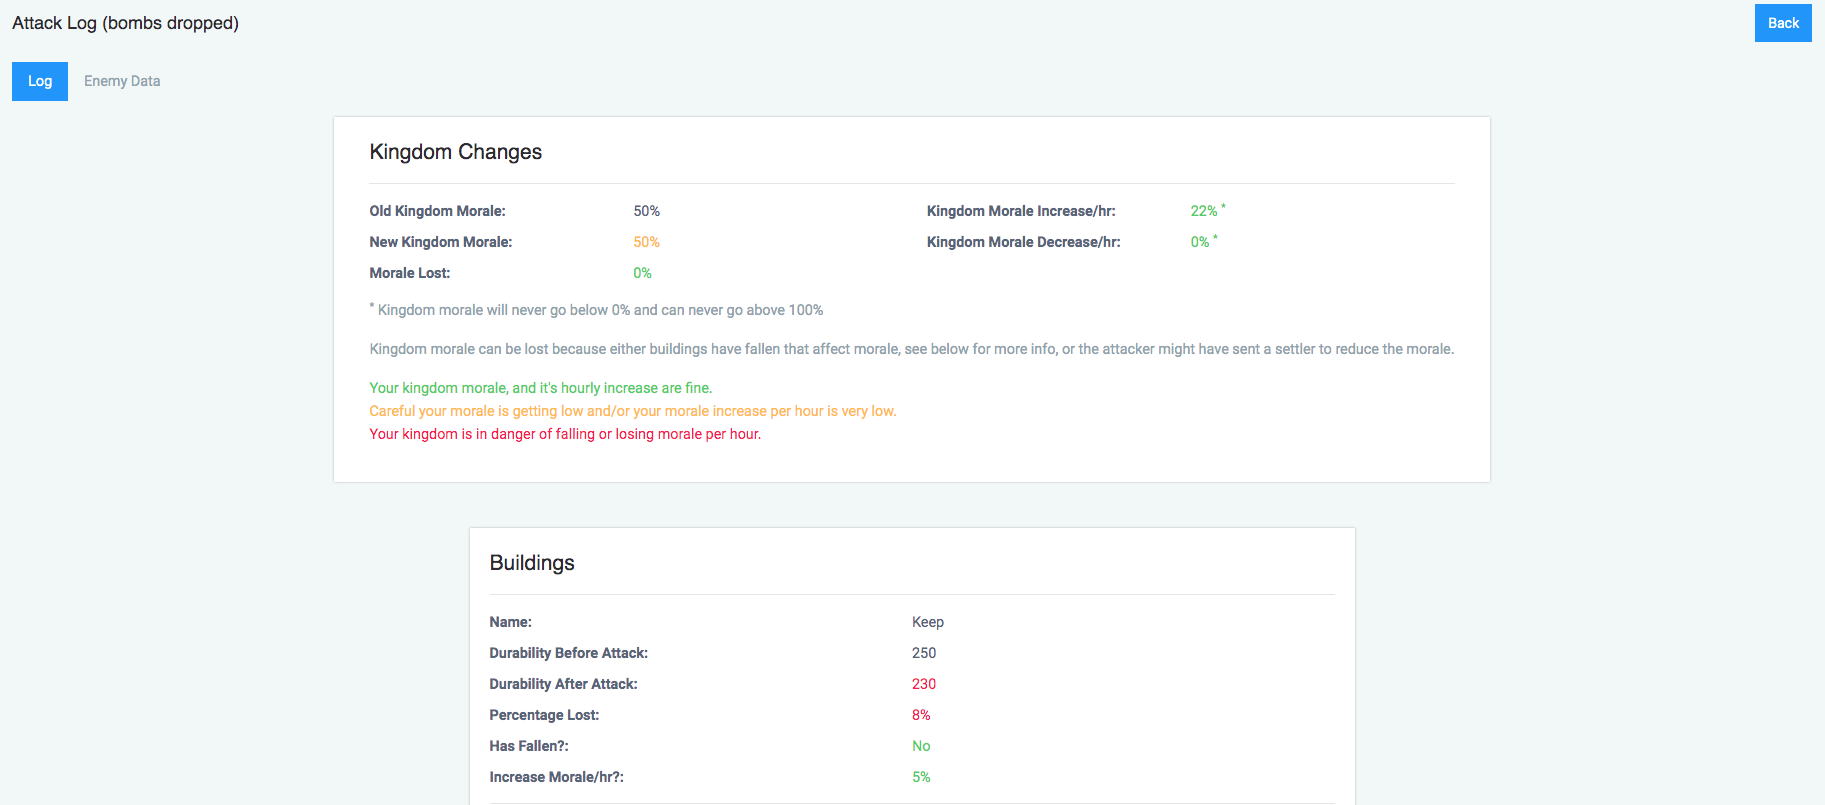 Attack Log (bombs dropped)
Back
Log
Enemy Data
Kingdom Changes
Old Kingdom Morale: 50% Kingdom Morale Increase/hr: 22% *
New Kingdom Morale: 50% Kingdom Morale Decrease/hr: 0% *
Morale Lost: 0%
* Kingdom morale will never go below 0% and can never go above 100%
Kingdom morale can be lost because either buildings have fallen that affect morale, see below for more info, or the attacker might have sent a settler to reduce the morale.
Your kingdom morale, and it's hourly increase are fine.
Careful your morale is getting low and/or your morale increase per hour is very low.
Your kingdom is in danger of falling or losing morale per hour.
Buildings
Name: Keep
Durability Before Attack: 250
Durability After Attack: 230
Percentage Lost: 8%
Has Fallen?: No
Increase Morale/hr?: 5%